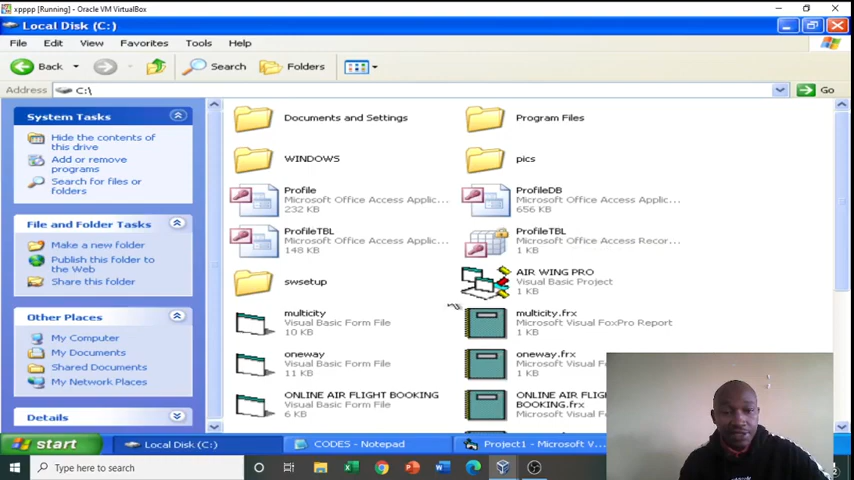 xpppp [Running] - Oracle VM VirtualBox
Local Disk (C:)
File Edit View Favorites Tools Help
Back Search Folders
Address C:\ Go
System Tasks
Hide the contents of
this drive
Add or remove
programs
Search for files or
folders
File and Folder Tasks
Make a new folder
Publish this folder to
the Web
Share this folder
Other Places
My Computer
My Documents
Shared Documents
My Network Places
Details
Documents and Settings
Program Files
WINDOWS
pics
Profile
Microsoft Office Access Applic...
232 KB
ProfileDB
Microsoft Office Access Applic...
656 KB
ProfileTBL
Microsoft Office Access Applic...
148 KB
ProfileTBL
Microsoft Office Access Recor...
1 KB
swsetup
AIR WING PRO
Visual Basic Project
1 KB
multicity
Visual Basic Form File
10 KB
multicity.frx
Microsoft Visual FoxPro Report
1 KB
oneway
Visual Basic Form File
11 KB
oneway.frx
Microsoft Visual F
1 KB
ONLINE AIR FLIGHT BOOKING
Visual Basic Form File
6 KB
ONLINE AIR FLI
BOOKING.frx
Microsoft Visual F
start Local Disk (C:) CODES - Notepad Project1 - Microsoft V...
Type here to search